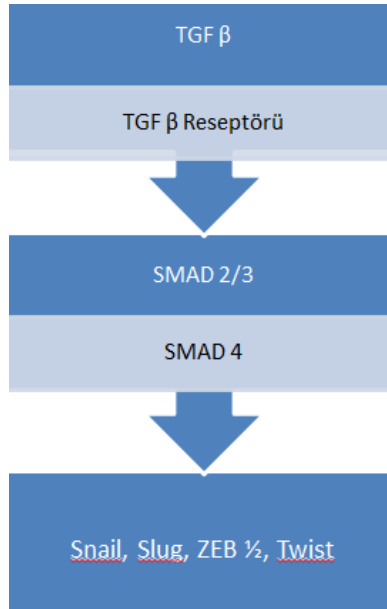 TGF β
TGF β Reseptörü
SMAD 2/3
SMAD 4
Snail, Slug, ZEB ½, Twist